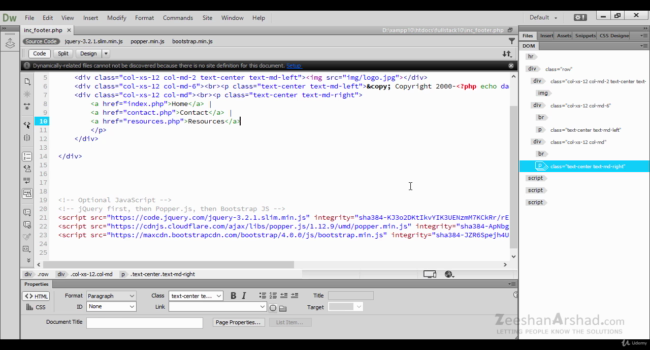 Dw File Edit View Insert Modify Format Commands Site Window Help Default
inc_footer.php ×
Source Code jquery-3.2.1.slim.min.js popper.min.js bootstrap.min.js
Code Split Design
Dynamically-related files cannot not be discovered because there is no site definition for this document. Setup
5 <div class="col-xs-12 col-md-2 text-center text-md-left"><img src="img/logo.jpg"></div>
6 <div class="col-xs-12 col-md-6"><br><p class="text-center text-md-left">&copy; Copyright 2000-<?php echo da
7 <div class="col-xs-12 col-md"><br><p class="text-center text-md-right">
8 <a href="index.php">Home</a> |
9 <a href="contact.php">Contact</a> |
10 <a href="resources.php">Resources</a>
11 </p>
12 </div>
13
14 </div>
15
16
17
18
19 <!-- Optional JavaScript -->
20 <!-- jQuery first, then Popper.js, then Bootstrap JS -->
21 <script src="https://code.jquery.com/jquery-3.2.1.slim.min.js" integrity="sha384-
22 <script src="https://cdnjs.cloudflare.com/ajax/libs/popper.js/1.12.9/umd/popper.min.js" integrity="sha384-
23 <script src="https://maxcdn.bootstrapcdn.com/bootstrap/4.0.0/js/bootstrap.min.js" integrity="sha384-
24
25
div .row div .col-xs-12 col-md p .text-center.text-md-right
Files Insert Assets Snippets CSS Designer
DOM
hr
div class="row"
div class="col-xs-12 col-md-2 text-center text-
img
div class="col-xs-12 col-md-6"
br
p class="text-center text-md-left"
div class="col-xs-12 col-md"
br
p class="text-center text-md-right"
script
script
script
Properties
<> HTML Format Paragraph Class text-center te... B I Title
CSS ID None Link Target
Document Title Page Properties... List Item...
ZeeshanArshad.com
LETTING PEOPLE KNOW THE SOLUTIONS
Udemy